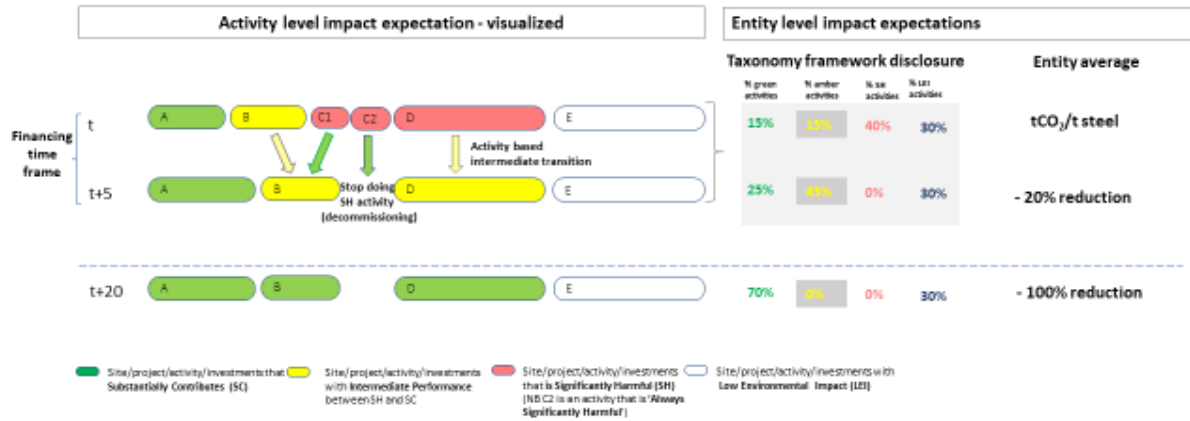 Activity level impact expectation - visualized
Entity level impact expectations
Taxonomy framework disclosure
Entity average
% green
activities
% amber
activities
% SH
activities
% LEI
activities
Financing
time
frame
t
A
B
C1
C2
D
E
15%
15%
40%
30%
tCO₂/t steel
Activity based
intermediate transition
t+5
A
B
Stop doing
SH activity
(decommissioning)
D
E
25%
45%
0%
30%
- 20% reduction
t+20
A
B
D
E
70%
0%
0%
30%
- 100% reduction
Site/project/activity/investments that
Substantially Contributes (SC)
Site/project/activity/investments
with Intermediate Performance
between SH and SC
Site/project/activity/investments
that is Significantly Harmful (SH)
(NB C2 is an activity that is 'Always
Significantly Harmful')
Site/project/activity/investments with
Low Environmental Impact (LEI)